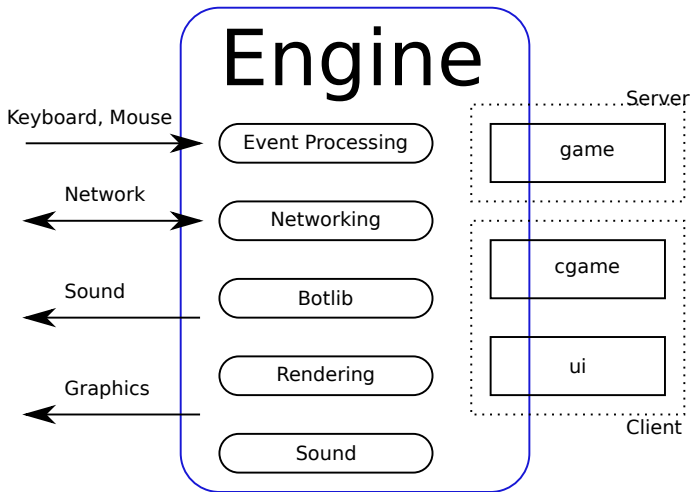 Engine
Server
Keyboard, Mouse
Event Processing
game
Network
Networking
cgame
Sound
Botlib
Graphics
Rendering
ui
Client
Sound